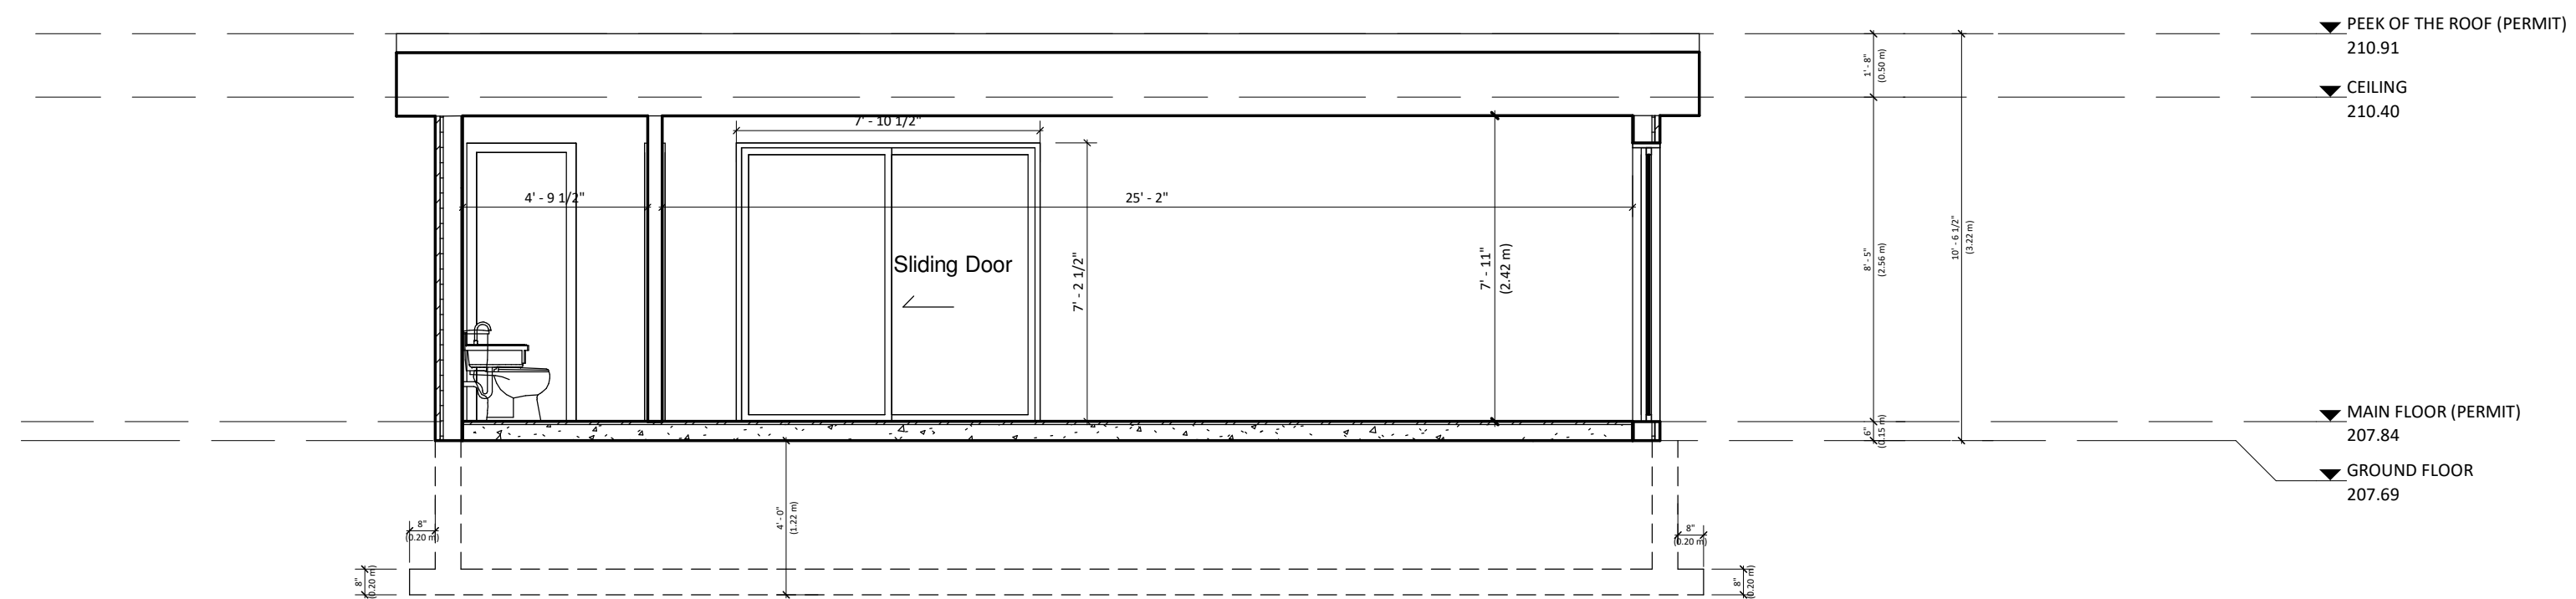 PEEK OF THE ROOF (PERMIT)
210.91
1' - 8"
(0.50 m)
CEILING
210.40
7' - 10 1/2"
4' - 9 1/2"
25' - 2"
Sliding Door
7' - 2 1/2"
7' - 11"
(2.42 m)
8' - 5"
(2.56 m)
10' - 6 1/2"
(3.22 m)
MAIN FLOOR (PERMIT)
207.84
6"
(0.15 m)
GROUND FLOOR
207.69
4' - 0"
(1.22 m)
8"
(0.20 m)
8"
(0.20 m)
8"
(0.20 m)
8"
(0.20 m)